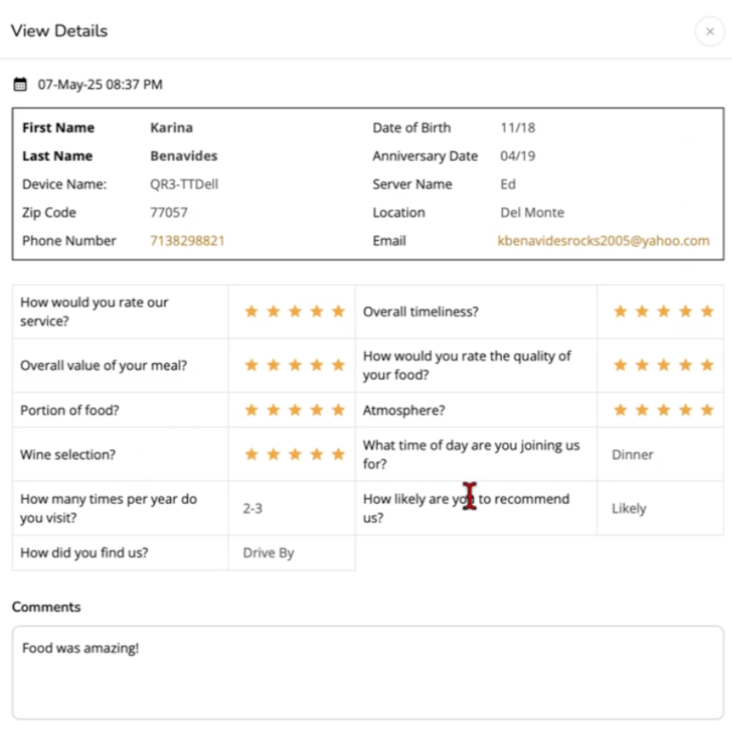 View Details
07-May-25 08:37 PM
First Name Karina Date of Birth 11/18
Last Name Benavides Anniversary Date 04/19
Device Name: QR3-TTDell Server Name Ed
Zip Code 77057 Location Del Monte
Phone Number 7138298821 Email kbenavidesrocks2005@yahoo.com
How would you rate our
service?
Overall timeliness?
Overall value of your meal?
How would you rate the quality of
your food?
Portion of food? Atmosphere?
Wine selection?
What time of day are you joining us
for?
Dinner
How many times per year do
you visit?
2-3
How likely are you to recommend
us?
Likely
How did you find us? Drive By
Comments
Food was amazing!